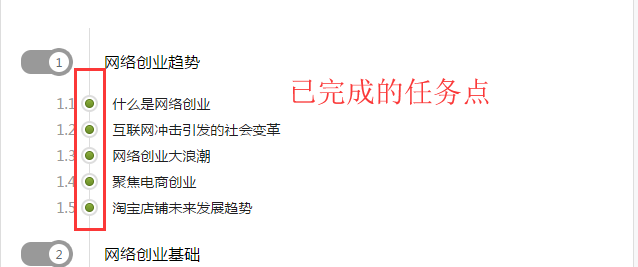 1 网络创业趋势
已完成的任务点
1.1 什么是网络创业
1.2 互联网冲击引发的社会变革
1.3 网络创业大浪潮
1.4 聚焦电商创业
1.5 淘宝店铺未来发展趋势
2 网络创业基础